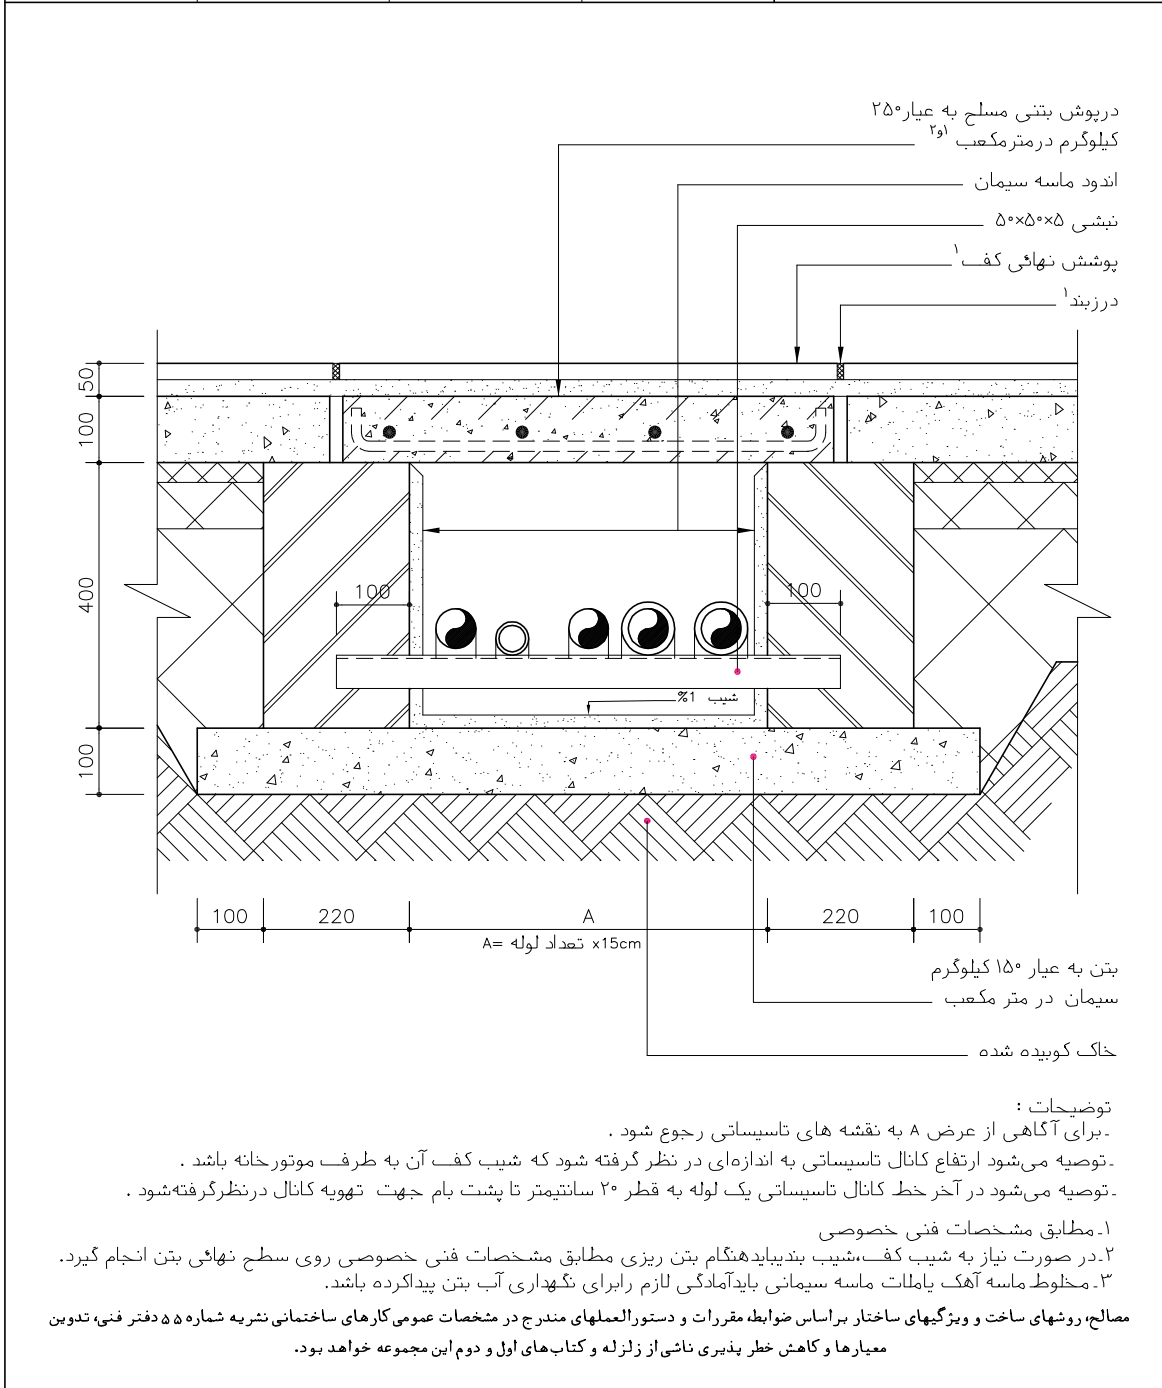 درپوش بتنی مسلح به عیار ۲۵۰
کیلوگرم درمترمکعب ۱و۲
اندود ماسه سیمان
نبشی ۵×۵۰×۵۰
پوشش نهائی کف ۱
درزبند ۱
50
100
400
100
100
100
شیب 1%
100
220
A
220
100
A= تعداد لوله x15cm
بتن به عیار ۱۵۰ کیلوگرم
سیمان در متر مکعب
خاک کوبیده شده
توضیحات :
ـ برای آگاهی از عرض A به نقشه های تاسیساتی رجوع شود .
ـ توصیه می‌شود ارتفاع کانال تاسیساتی به اندازه‌ای در نظر گرفته شود که شیب کف آن به طرف موتورخانه باشد .
ـ توصیه می‌شود در آخر خط کانال تاسیساتی یک لوله به قطر ۲۰ سانتیمتر تا پشت بام جهت تهویه کانال درنظرگرفته‌شود .
۱ـ مطابق مشخصات فنی خصوصی
۲ـ در صورت نیاز به شیب کف،شیب بندیبایدهنگام بتن ریزی مطابق مشخصات فنی خصوصی روی سطح نهائی بتن انجام گیرد.
۳ـ مخلوط ماسه آهک یاملات ماسه سیمانی بایدآمادگی لازم رابرای نگهداری آب بتن پیداکرده باشد.
مصالح، روشهای ساخت و ویژگیهای ساختار براساس ضوابط، مقررات و دستورالعملهای مندرج در مشخصات عمومی کارهای ساختمانی نشریه شماره ۵۵ دفتر فنی، تدوین
معیارها و کاهش خطر پذیری ناشی از زلزله و کتاب‌های اول و دوم این مجموعه خواهد بود.